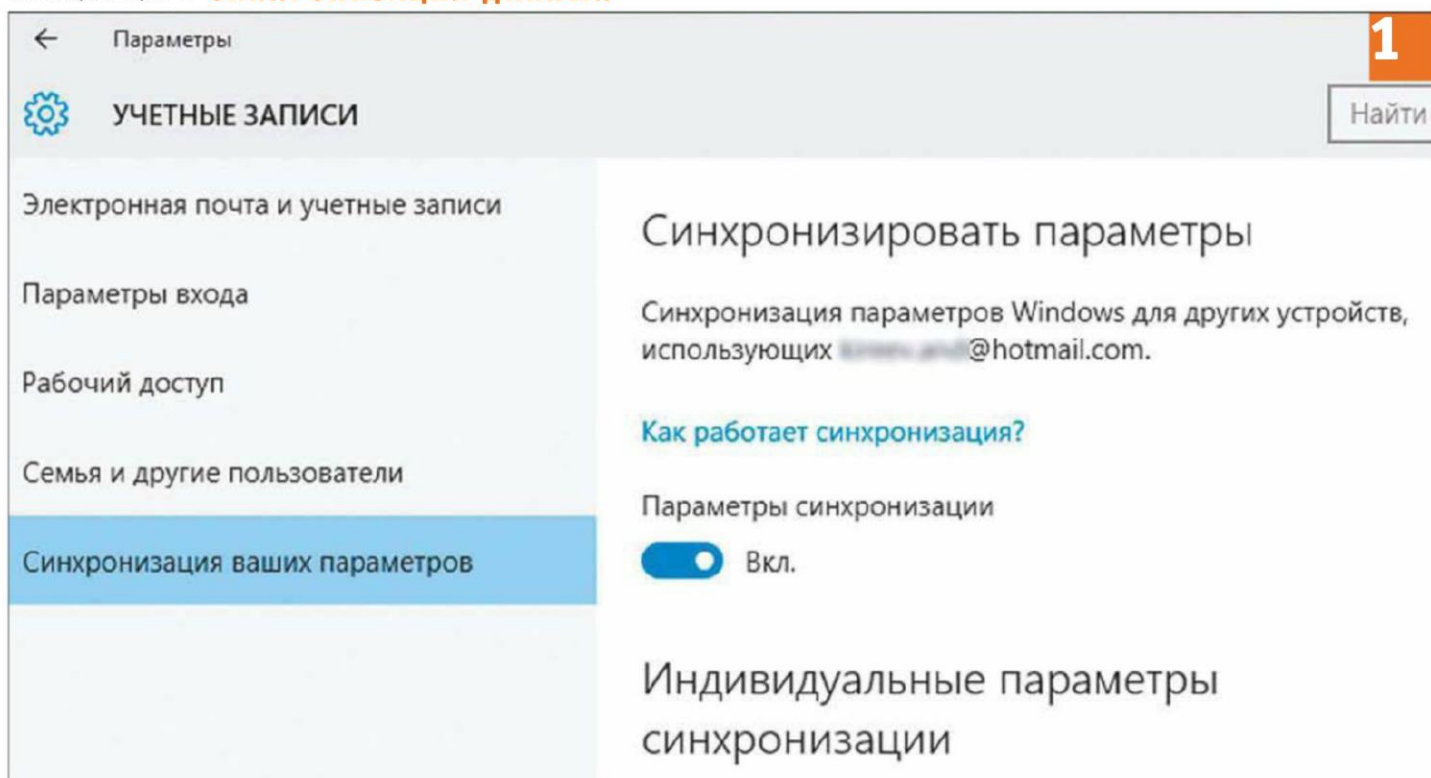 Параметры
1
УЧЕТНЫЕ ЗАПИСИ
Найти
Электронная почта и учетные записи
Параметры входа
Рабочий доступ
Семья и другие пользователи
Синхронизация ваших параметров
Синхронизировать параметры
Синхронизация параметров Windows для других устройств,
использующих @hotmail.com.
Как работает синхронизация?
Параметры синхронизации
Вкл.
Индивидуальные параметры
синхронизации